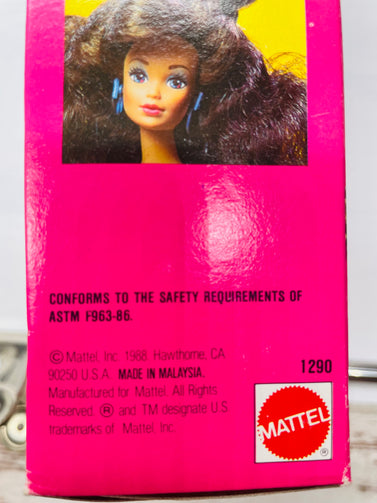 CONFORMS TO THE SAFETY REQUIREMENTS OF
ASTM F963-86.
© Mattel, Inc. 1988. Hawthorne, CA
90250 U.S.A. MADE IN MALAYSIA.
Manufactured for Mattel. All Rights
Reserved. ® and TM designate U.S.
trademarks of Mattel, Inc.
1290
MATTEL
®